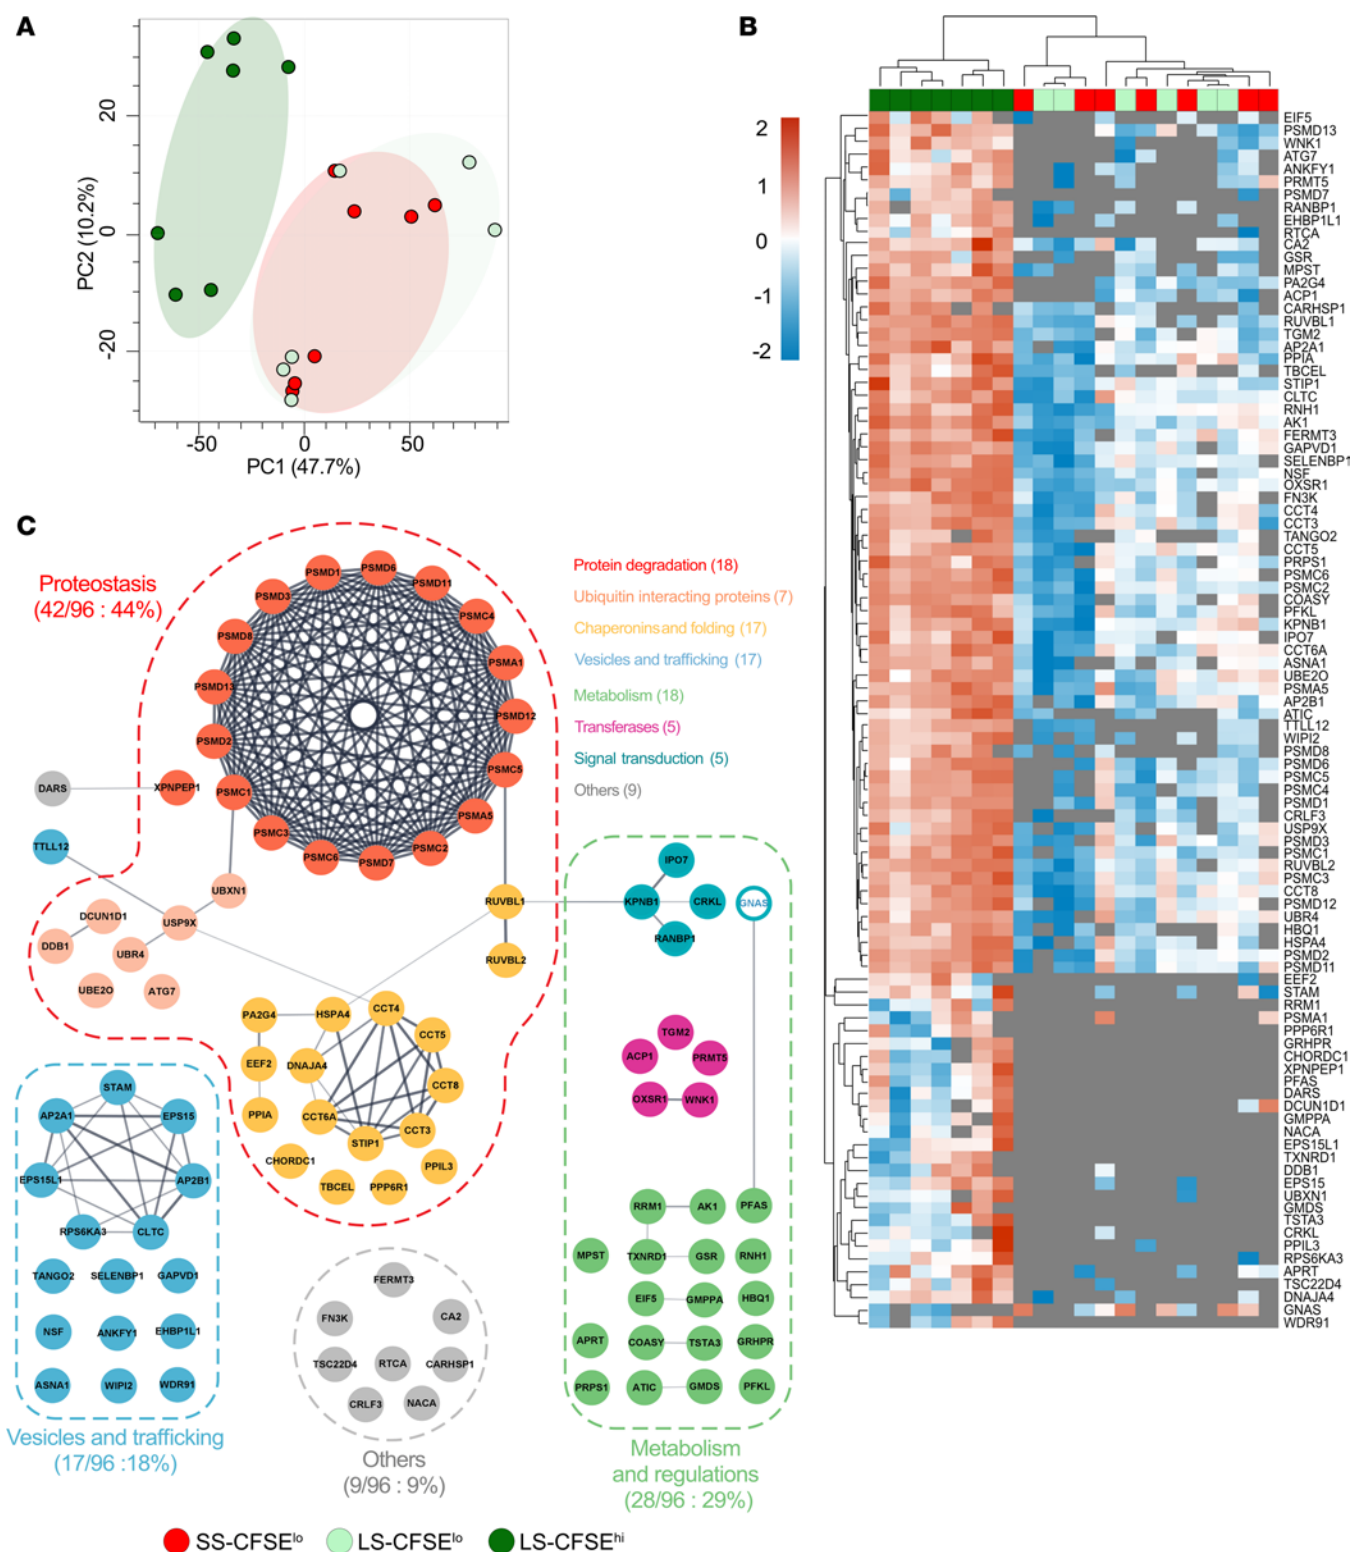 A
PC2 (10.2%)
20
0
-20
-50
0
50
PC1 (47.7%)
B
2
1
0
-1
-2
EIF5
PSMD13
WNK1
ATG7
ANKFY1
PRMT5
PSMD7
RANBP1
EHBP1L1
RTCA
CA2
GSR
MPST
PA2G4
ACP1
CARHSP1
RUVBL1
TGM2
AP2A1
PPIA
TBCEL
STIP1
CLTC
RNH1
AK1
FERMT3
GAPVD1
SELENBP1
NSF
OXSR1
FN3K
CCT4
CCT3
TANGO2
CCT5
PRPS1
PSMC6
PSMC2
COASY
PFKL
KPNB1
IPO7
CCT6A
ASNA1
UBE2O
PSMA5
AP2B1
ATIC
TTLL12
WIPI2
PSMD8
PSMD6
PSMC5
PSMC4
PSMD1
CRLF3
USP9X
PSMD3
PSMC1
RUVBL2
PSMC3
CCT8
PSMD12
UBR4
HBQ1
HSPA4
PSMD2
PSMD11
EEF2
STAM
RRM1
PSMA1
PPP6R1
GRHPR
CHORDC1
XPNPEP1
PFAS
DARS
DCUN1D1
GMPPA
NACA
EPS15L1
TXNRD1
DDB1
EPS15
UBXN1
GMDS
TSTA3
CRKL
PPIL3
RPS6KA3
APRT
TSC22D4
DNAJA4
GNAS
WDR91
C
Proteostasis
(42/96 : 44%)
PSMD1
PSMD6
PSMD11
PSMD3
PSMC4
PSMD8
PSMA1
PSMD13
PSMD12
PSMD2
PSMC5
PSMC1
PSMA5
PSMC3
PSMC2
PSMC6
PSMD7
DARS
XPNPEP1
TTLL12
UBXN1
DCUN1D1
USP9X
DDB1
UBR4
UBE2O
ATG7
RUVBL1
RUVBL2
PA2G4
HSPA4
CCT4
CCT5
EEF2
DNAJA4
CCT8
PPIA
CCT6A
CCT3
STIP1
CHORDC1
PPIL3
TBCEL
PPP6R1
Protein degradation (18)
Ubiquitin interacting proteins (7)
Chaperonins and folding (17)
Vesicles and trafficking (17)
Metabolism (18)
Transferases (5)
Signal transduction (5)
Others (9)
STAM
AP2A1
EPS15
EPS15L1
AP2B1
RPS6KA3
CLTC
TANGO2
SELENBP1
GAPVD1
NSF
ANKFY1
EHBP1L1
ASNA1
WIPI2
WDR91
Vesicles and trafficking
(17/96 :18%)
FERMT3
FN3K
CA2
TSC22D4
RTCA
CARHSP1
CRLF3
NACA
Others
(9/96 : 9%)
IPO7
KPNB1
CRKL
GNAS
RANBP1
TGM2
ACP1
PRMT5
OXSR1
WNK1
RRM1
AK1
PFAS
MPST
TXNRD1
GSR
RNH1
EIF5
GMPPA
HBQ1
APRT
COASY
TSTA3
GRHPR
PRPS1
ATIC
GMDS
PFKL
Metabolism
and regulations
(28/96 : 29%)
SS-CFSElo
LS-CFSElo
LS-CFSEhi